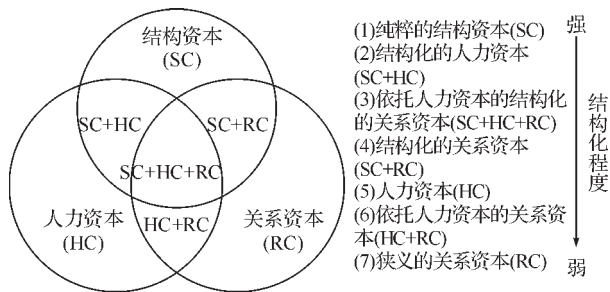 结构资本
(SC)
SC+HC
SC+RC
SC+HC+RC
人力资本
(HC)
HC+RC
关系资本
(RC)
(1)纯粹的结构资本(SC)
(2)结构化的人力资本
(SC+HC)
(3)依托人力资本的结构化
的关系资本(SC+HC+RC)
(4)结构化的关系资本
(SC+RC)
(5)人力资本(HC)
(6)依托人力资本的关系资
本(HC+RC)
(7)狭义的关系资本(RC)
强
结构化程度
弱